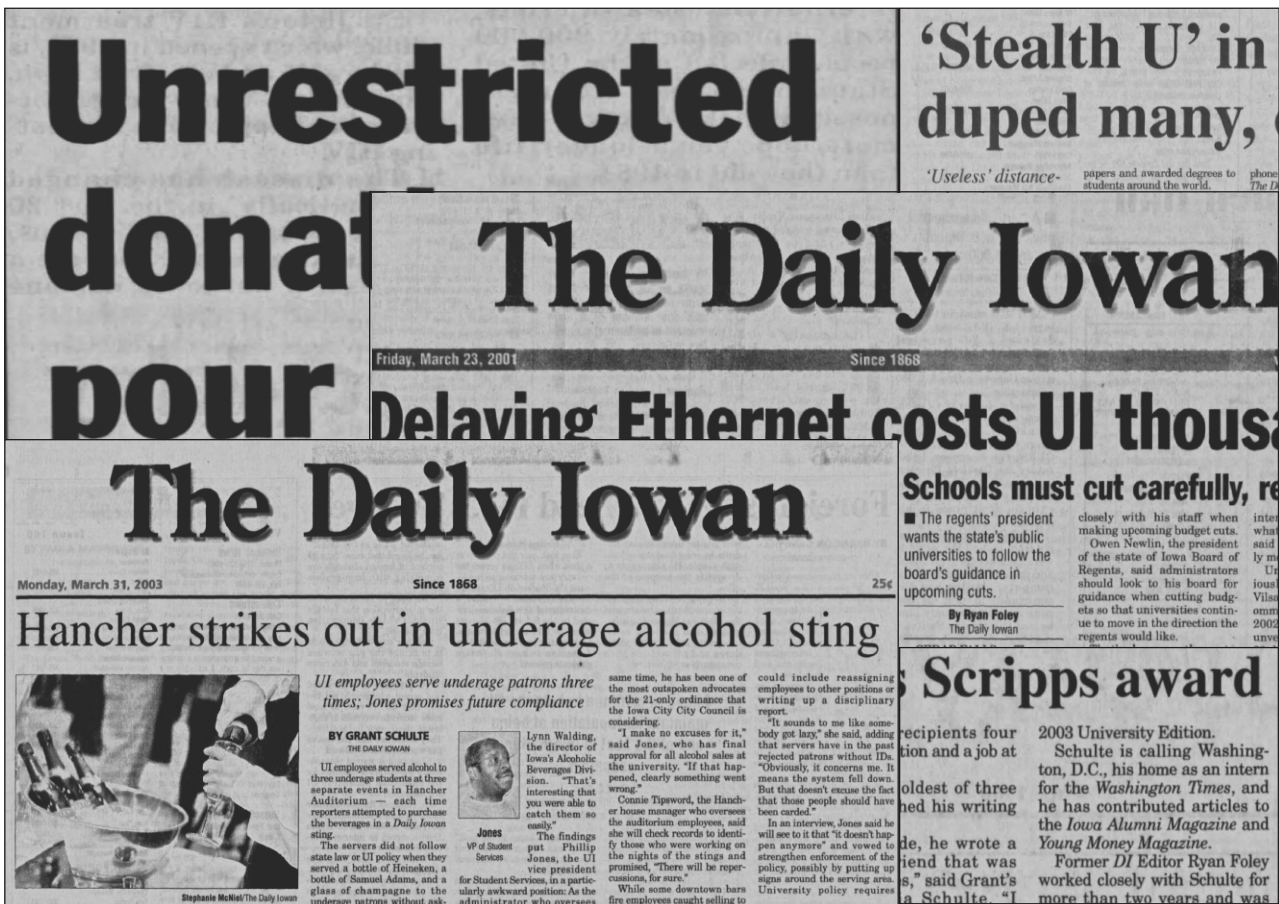 Unrestricted
dona
pour
‘Stealth U’ in
duped many,
‘Useless’ distance-
papers and awarded degrees to
students around the world.
phone
The D
The Daily Iowan
Friday, March 23, 2001
Since 1868
Delaying Ethernet costs UI thous
Schools must cut carefully, re
■ The regents’ president
wants the state’s public
universities to follow the
board’s guidance in
upcoming cuts.
By Ryan Foley
The Daily Iowan
closely with his staff when
making upcoming budget cuts.
Owen Newlin, the president
of the state of Iowa Board of
Regents, said administrators
should look to his board for
guidance when cutting budg-
ets so that universities contin-
ue to move in the direction the
regents would like.
inter
what
said
ly m
Un
iousl
Vilsa
omm
2002
unve
The Daily Iowan
Monday, March 31, 2003
Since 1868
25¢
Hancher strikes out in underage alcohol sting
Stephanie McNiel/The Daily Iowan
UI employees serve underage patrons three
times; Jones promises future compliance
BY GRANT SCHULTE
THE DAILY IOWAN
UI employees served alcohol to
three underage students at three
separate events in Hancher
Auditorium — each time
reporters attempted to purchase
the beverages in a Daily Iowan
sting.
The servers did not follow
state law or UI policy when they
served a bottle of Heineken, a
bottle of Samuel Adams, and a
glass of champagne to the
underage patrons without ask-
Jones
VP of Student
Services
Lynn Walding,
the director of
Iowa’s Alcoholic
Beverages Divi-
sion. “That’s
interesting that
you were able to
catch them so
easily.”
The findings
put Phillip
Jones, the UI
vice president
for Student Services, in a partic-
ularly awkward position: As the
administrator who oversees
same time, he has been one of
the most outspoken advocates
for the 21-only ordinance that
the Iowa City City Council is
considering.
“I make no excuses for it,”
said Jones, who has final
approval for all alcohol sales at
the university. “If that hap-
pened, clearly something went
wrong.”
Connie Tipsword, the Hanch-
er house manager who oversees
the auditorium employees, said
she will check records to identi-
fy those who were working on
the nights of the stings and
promised, “There will be reper-
cussions, for sure.”
While some downtown bars
fire employees caught selling to
could include reassigning
employees to other positions or
writing up a disciplinary
report.
“It sounds to me like some-
body got lazy,” she said, adding
that servers have in the past
rejected patrons without IDs.
“Obviously, it concerns me. It
means the system fell down.
But that doesn’t excuse the fact
that those people should have
been carded.”
In an interview, Jones said he
will see to it that “it doesn’t hap-
pen anymore” and vowed to
strengthen enforcement of the
policy, possibly by putting up
signs around the serving area.
University policy requires
s Scripps award
ecipients four
tion and a job at
oldest of three
hed his writing
de, he wrote a
iend that was
s,” said Grant’s
a Schulte. “I
2003 University Edition.
Schulte is calling Washing-
ton, D.C., his home as an intern
for the Washington Times, and
he has contributed articles to
the Iowa Alumni Magazine and
Young Money Magazine.
Former DI Editor Ryan Foley
worked closely with Schulte for
more than two years and was